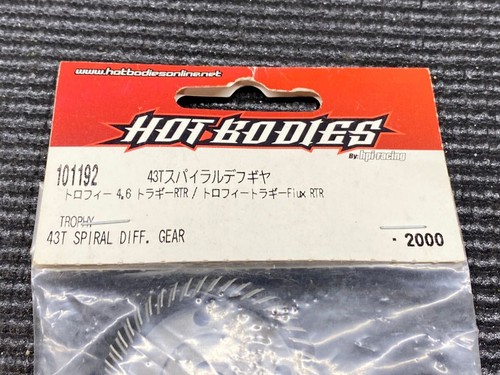 www.hotbodiesonline.net
HOT BODIES
By: hpi-racing
101192 43Tスパイラルデフギヤ
トロフィー 4.6 トラギーRTR / トロフィートラギーFlux RTR
TROPHY
43T SPIRAL DIFF. GEAR
- 2000